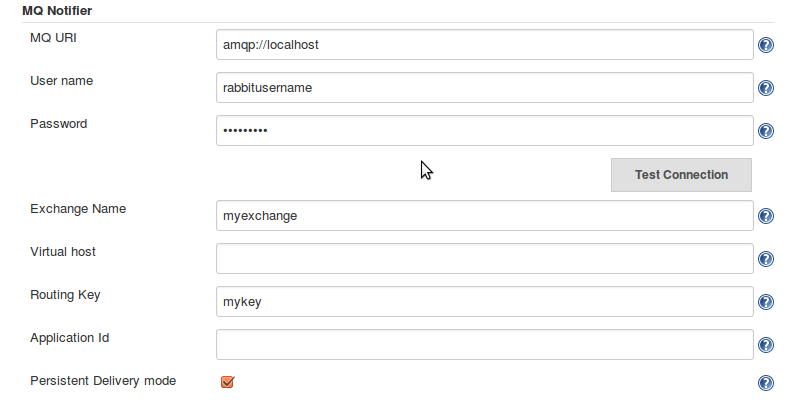 MQ Notifier
MQ URI amqp://localhost
User name rabbitusername
Password •••••••••
Test Connection
Exchange Name myexchange
Virtual host
Routing Key mykey
Application Id
Persistent Delivery mode